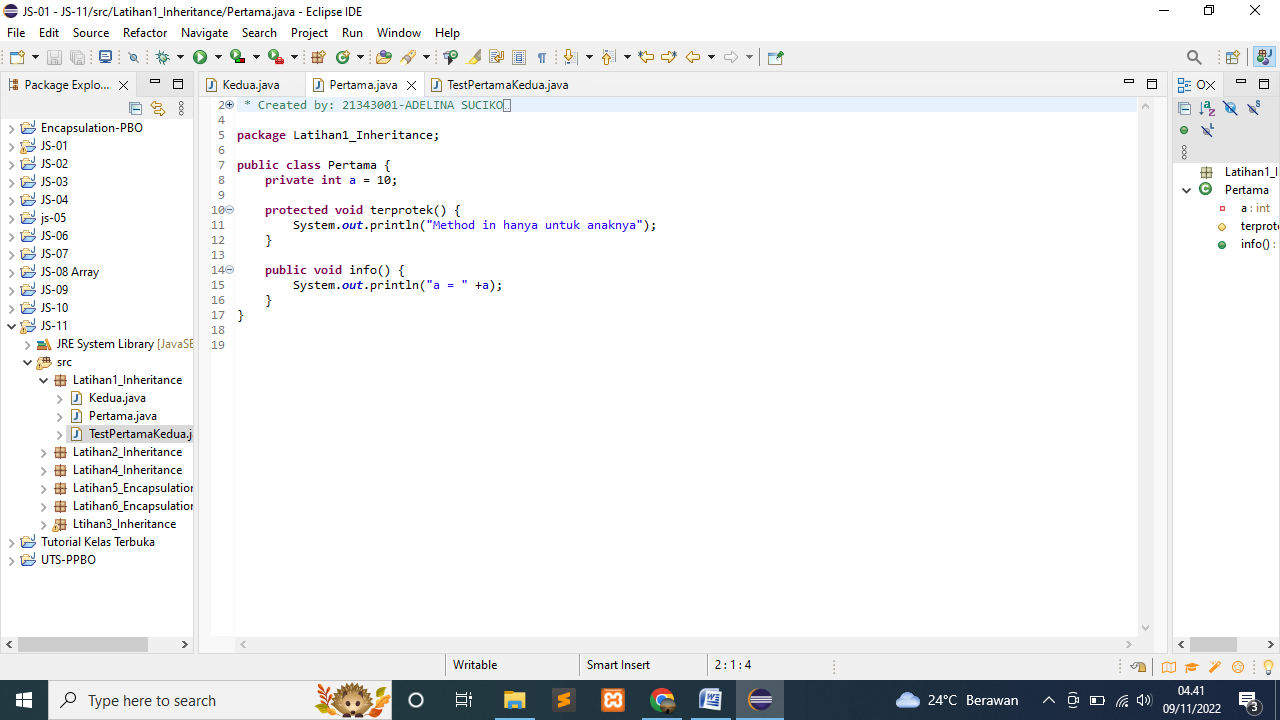 JS-01 - JS-11/src/Latihan1_Inheritance/Pertama.java - Eclipse IDE
File Edit Source Refactor Navigate Search Project Run Window Help
Package Explo...
Kedua.java Pertama.java TestPertamaKedua.java
Encapsulation-PBO
JS-01
JS-02
JS-03
JS-04
js-05
JS-06
JS-07
JS-08 Array
JS-09
JS-10
JS-11
JRE System Library [JavaSE
src
Latihan1_Inheritance
Kedua.java
Pertama.java
TestPertamaKedua.j
Latihan2_Inheritance
Latihan4_Inheritance
Latihan5_Encapsulation
Latihan6_Encapsulation
Ltihan3_Inheritance
Tutorial Kelas Terbuka
UTS-PPBO
2 * Created by: 21343001-ADELINA SUCIKO
4
5 package Latihan1_Inheritance;
6
7 public class Pertama {
8 private int a = 10;
9
10 protected void terprotek() {
11 System.out.println("Method in hanya untuk anaknya");
12 }
13
14 public void info() {
15 System.out.println("a = " +a);
16 }
17 }
18
19
O
Latihan1_I
Pertama
a : int
terprote
info() :
Writable Smart Insert 2 : 1 : 4
Type here to search
24°C Berawan
04.41
09/11/2022
3